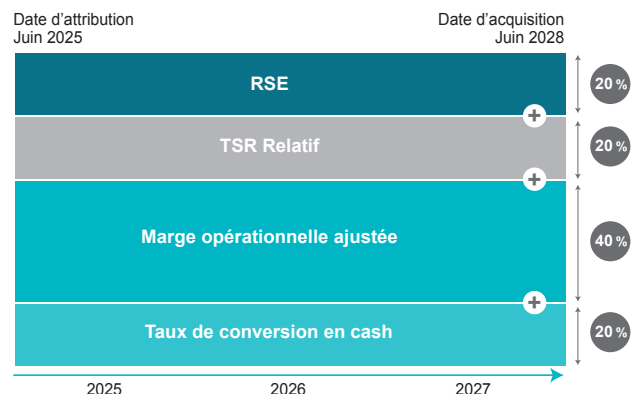 Date d’attribution
Juin 2025
Date d’acquisition
Juin 2028
RSE
20 %
+
TSR Relatif
20 %
+
Marge opérationnelle ajustée
40 %
+
Taux de conversion en cash
20 %
2025
2026
2027